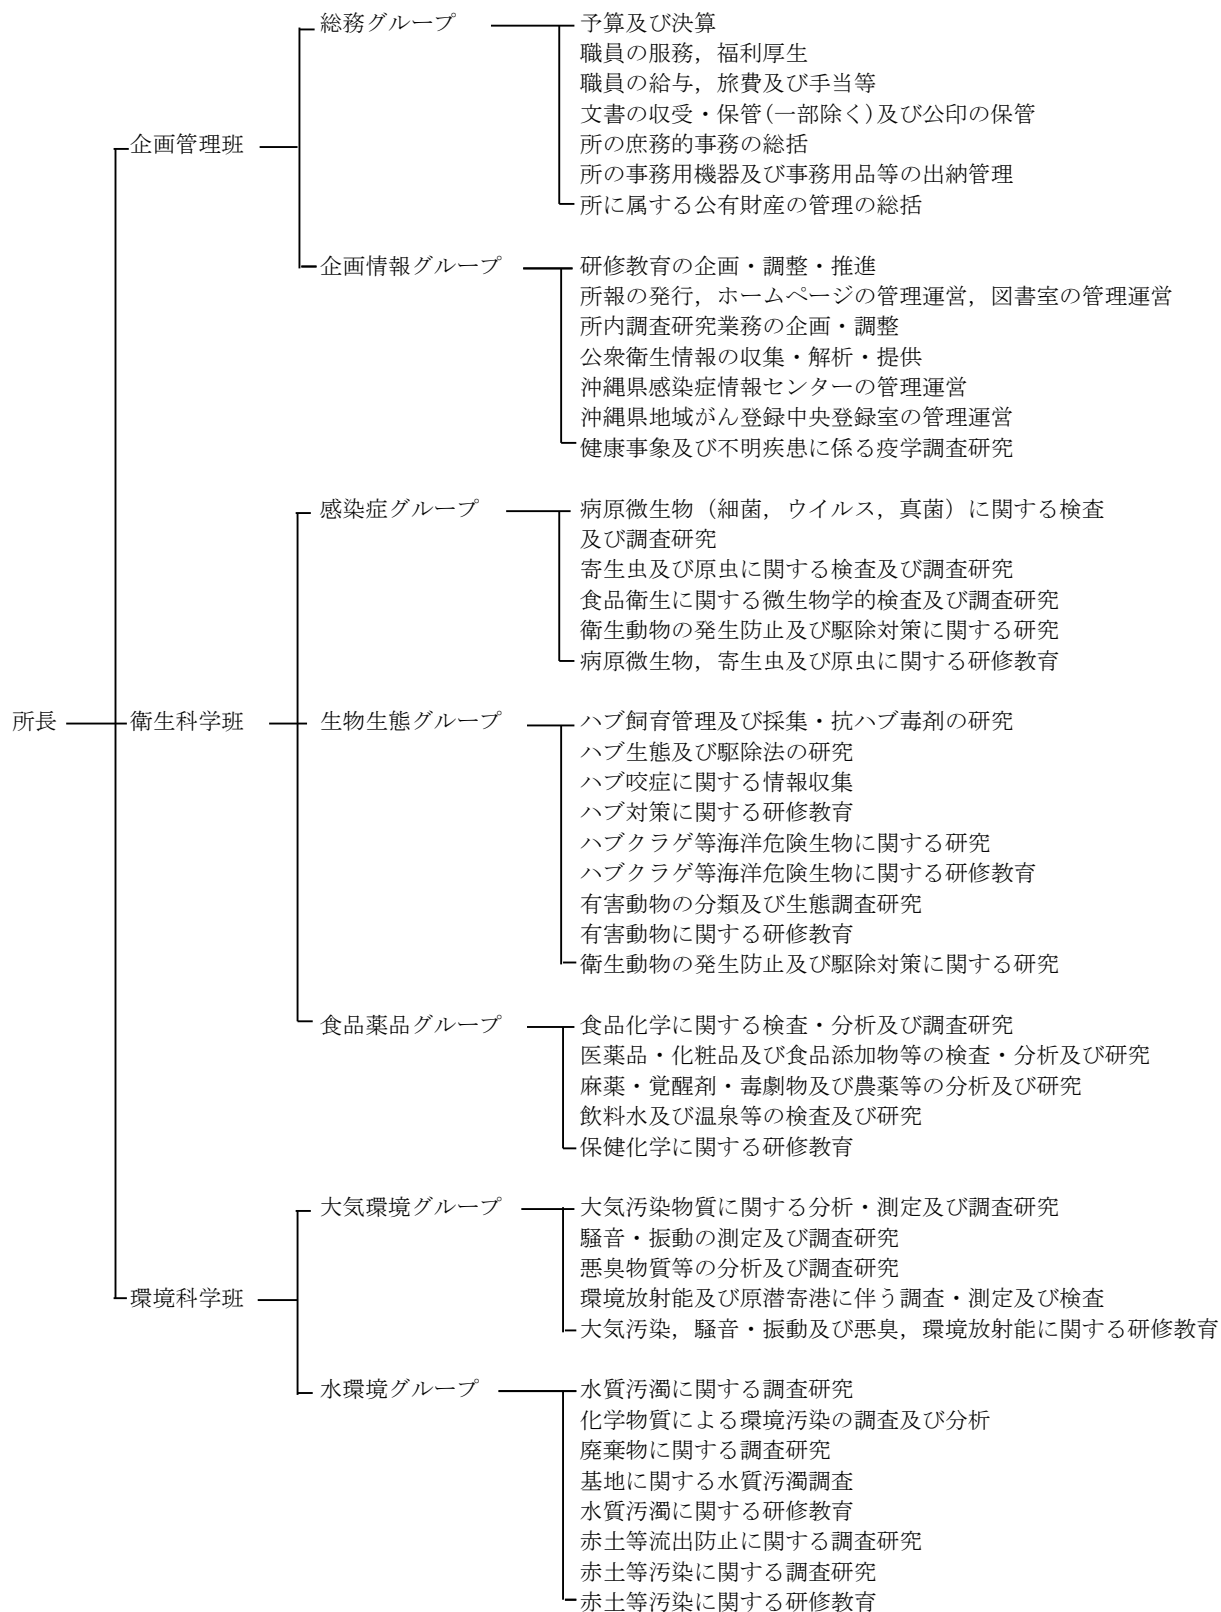 総務グループ 予算及び決算
職員の服務，福利厚生
職員の給与，旅費及び手当等
文書の収受・保管(一部除く)及び公印の保管
企画管理班 所の庶務的事務の総括
所の事務用機器及び事務用品等の出納管理
所に属する公有財産の管理の総括
企画情報グループ 研修教育の企画・調整・推進
所報の発行，ホームページの管理運営，図書室の管理運営
所内調査研究業務の企画・調整
公衆衛生情報の収集・解析・提供
沖縄県感染症情報センターの管理運営
沖縄県地域がん登録中央登録室の管理運営
健康事象及び不明疾患に係る疫学調査研究
感染症グループ 病原微生物（細菌，ウイルス，真菌）に関する検査
及び調査研究
寄生虫及び原虫に関する検査及び調査研究
食品衛生に関する微生物学的検査及び調査研究
衛生動物の発生防止及び駆除対策に関する研究
病原微生物，寄生虫及び原虫に関する研修教育
所長 衛生科学班 生物生態グループ ハブ飼育管理及び採集・抗ハブ毒剤の研究
ハブ生態及び駆除法の研究
ハブ咬症に関する情報収集
ハブ対策に関する研修教育
ハブクラゲ等海洋危険生物に関する研究
ハブクラゲ等海洋危険生物に関する研修教育
有害動物の分類及び生態調査研究
有害動物に関する研修教育
衛生動物の発生防止及び駆除対策に関する研究
食品薬品グループ 食品化学に関する検査・分析及び調査研究
医薬品・化粧品及び食品添加物等の検査・分析及び研究
麻薬・覚醒剤・毒劇物及び農薬等の分析及び研究
飲料水及び温泉等の検査及び研究
保健化学に関する研修教育
大気環境グループ 大気汚染物質に関する分析・測定及び調査研究
騒音・振動の測定及び調査研究
悪臭物質等の分析及び調査研究
環境科学班 環境放射能及び原潜寄港に伴う調査・測定及び検査
大気汚染，騒音・振動及び悪臭，環境放射能に関する研修教育
水環境グループ 水質汚濁に関する調査研究
化学物質による環境汚染の調査及び分析
廃棄物に関する調査研究
基地に関する水質汚濁調査
水質汚濁に関する研修教育
赤土等流出防止に関する調査研究
赤土等汚染に関する調査研究
赤土等汚染に関する研修教育